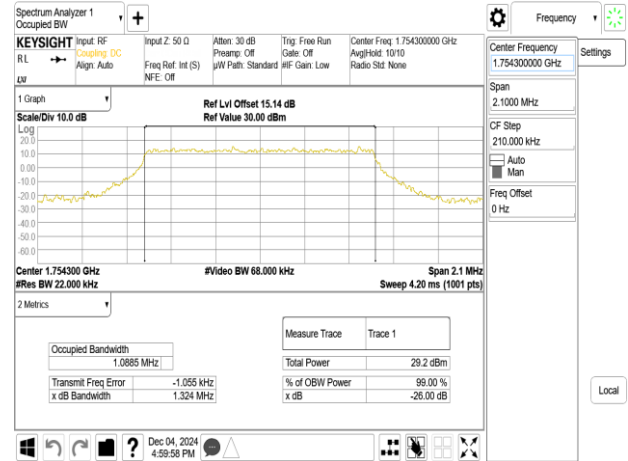 Spectrum Analyzer 1
Occupied BW
Frequency
KEYSIGHT
RL
LXI
Input: RF
Coupling: DC
Align: Auto
Input Z: 50 Ω
Freq Ref: Int (S)
NFE: Off
Atten: 30 dB
Preamp: Off
µW Path: Standard
Trig: Free Run
Gate: Off
#IF Gain: Low
Center Freq: 1.754300000 GHz
Avg|Hold: 10/10
Radio Std: None
Center Frequency
1.754300000 GHz
Settings
Span
2.1000 MHz
CF Step
210.000 kHz
Auto
Man
Freq Offset
0 Hz
Local
1 Graph
Scale/Div 10.0 dB
Ref Lvl Offset 15.14 dB
Ref Value 30.00 dBm
Log
20.0
10.0
0.00
-10.0
-20.0
-30.0
-40.0
-50.0
-60.0
Center 1.754300 GHz
#Video BW 68.000 kHz
Span 2.1 MHz
#Res BW 22.000 kHz
Sweep 4.20 ms (1001 pts)
2 Metrics
Occupied Bandwidth
1.0885 MHz
Transmit Freq Error -1.055 kHz
x dB Bandwidth 1.324 MHz
Measure Trace Trace 1
Total Power 29.2 dBm
% of OBW Power 99.00 %
x dB -26.00 dB
?
Dec 04, 2024
4:59:58 PM